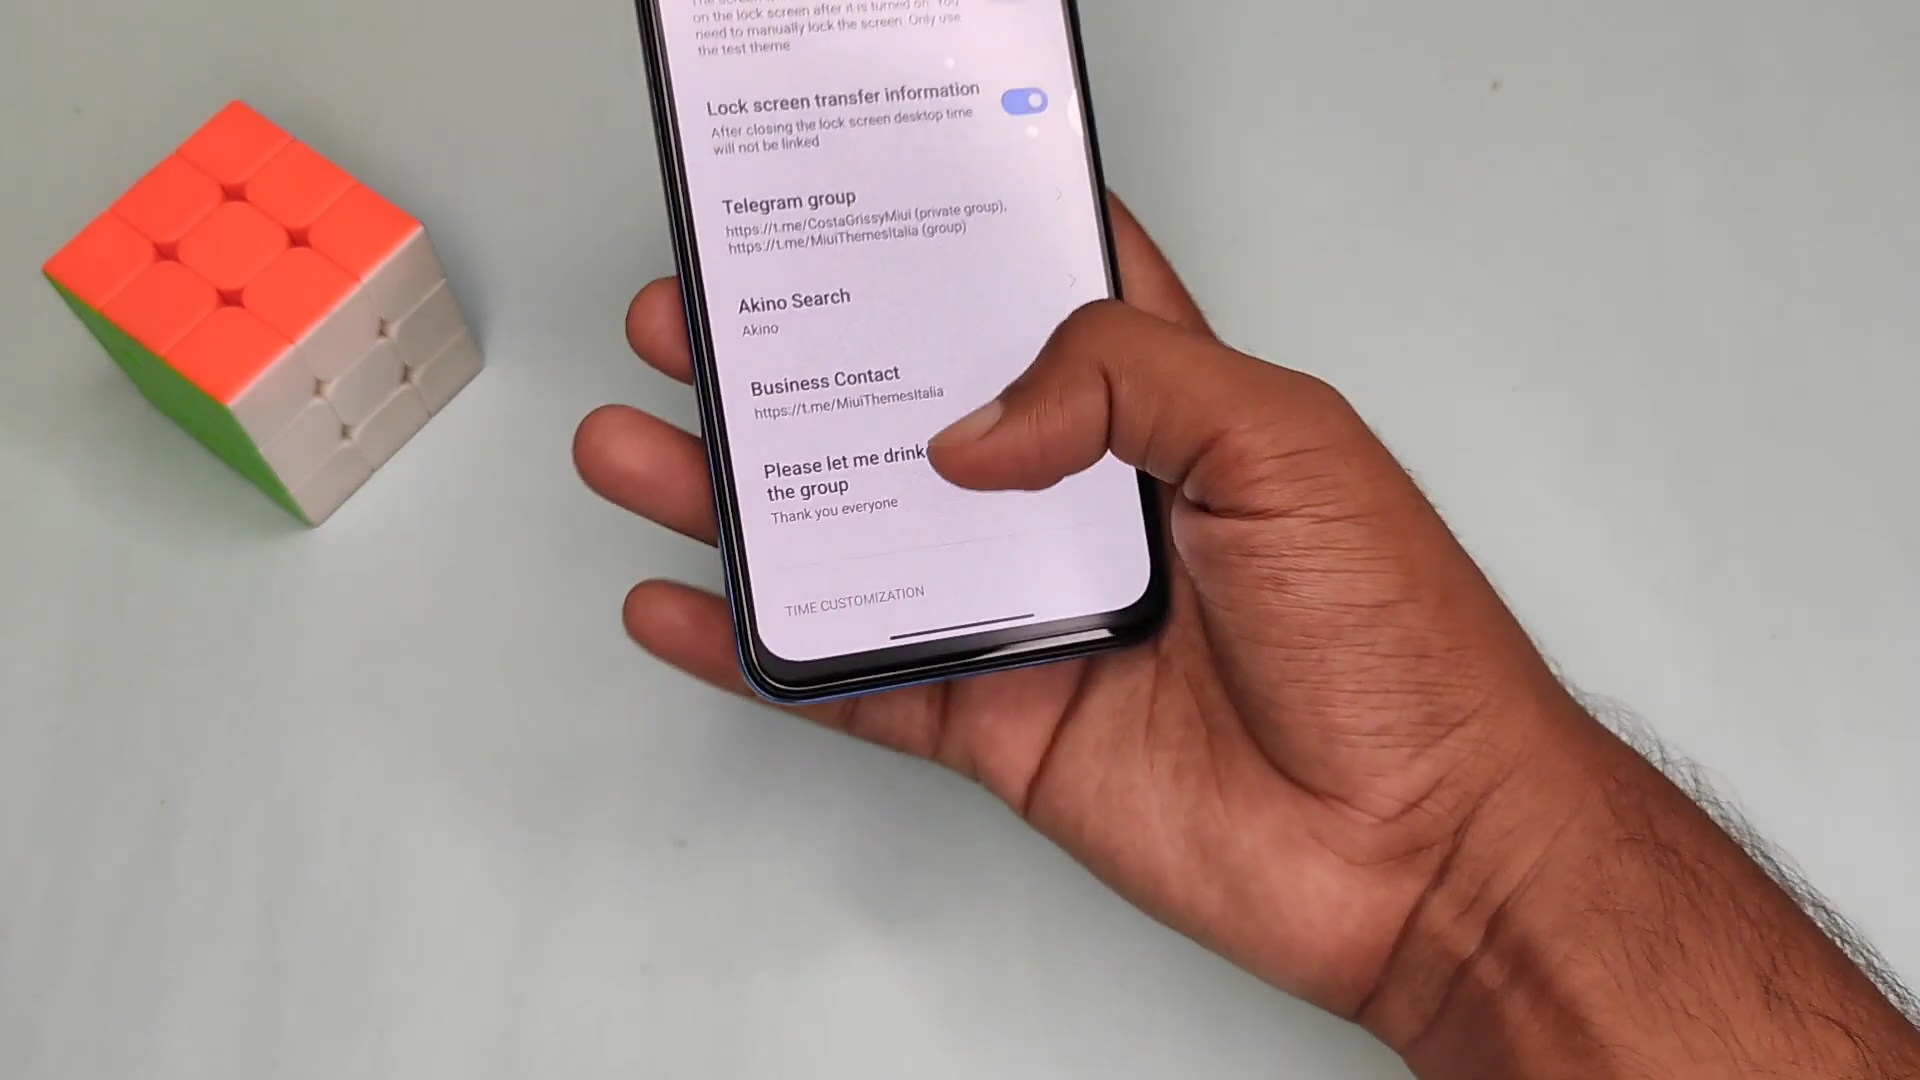 on the lock screen after it is turned on. You
need to manually lock the screen. Only use
the test theme
Lock screen transfer information
After closing the lock screen desktop time
will not be linked
Telegram group
https://t.me/CostaGrissyMiui (private group),
https://t.me/MiuiThemesItalia (group)
Akino Search
Akino
Business Contact
https://t.me/MiuiThemesItalia
Please let me drink
the group
Thank you everyone
TIME CUSTOMIZATION